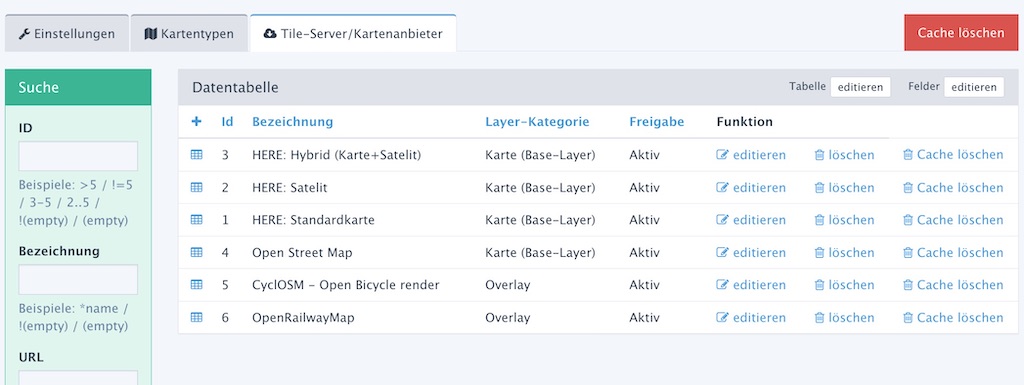 Einstellungen Kartentypen Tile-Server/Kartenanbieter Cache löschen
Suche
ID
Beispiele: >5 / !=5
/ 3-5 / 2..5 /
!(empty) / (empty)
Bezeichnung
Beispiele: *name /
!(empty) / (empty)
URL
Datentabelle Tabelle editieren Felder editieren
+ Id Bezeichnung Layer-Kategorie Freigabe Funktion
3 HERE: Hybrid (Karte+Satelit) Karte (Base-Layer) Aktiv editieren löschen Cache löschen
2 HERE: Satelit Karte (Base-Layer) Aktiv editieren löschen Cache löschen
1 HERE: Standardkarte Karte (Base-Layer) Aktiv editieren löschen Cache löschen
4 Open Street Map Karte (Base-Layer) Aktiv editieren löschen Cache löschen
5 CyclOSM - Open Bicycle render Overlay Aktiv editieren löschen Cache löschen
6 OpenRailwayMap Overlay Aktiv editieren löschen Cache löschen